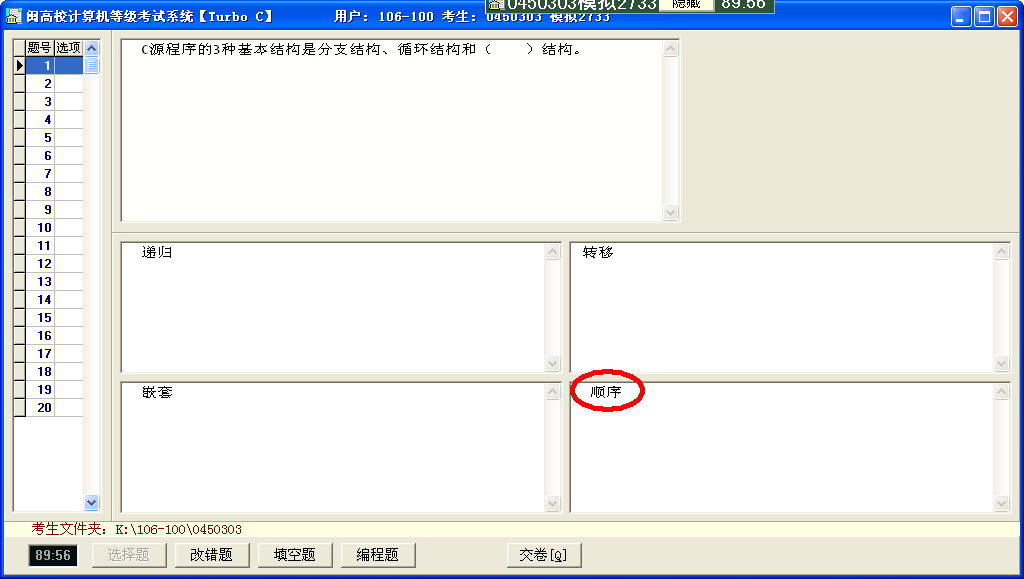 0450303模拟2733 隐藏 89:56
闽高校计算机等级考试系统【Turbo C】 用户: 106-100 考生: 0450303 模拟2733
题号 选项
1
2
3
4
5
6
7
8
9
10
11
12
13
14
15
16
17
18
19
20
C源程序的3种基本结构是分支结构、循环结构和（ ）结构。
递归
转移
嵌套
顺序
考生文件夹: K:\106-100\0450303
89:56 选择题 改错题 填空题 编程题 交卷[Q]